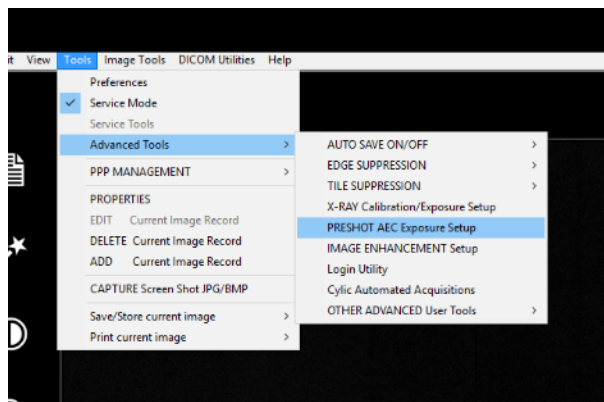 it View Tools Image Tools DICOM Utilities Help
Preferences
Service Mode
Service Tools
Advanced Tools
PPP MANAGEMENT
PROPERTIES
EDIT Current Image Record
DELETE Current Image Record
ADD Current Image Record
CAPTURE Screen Shot JPG/BMP
Save/Store current image
Print current image
AUTO SAVE ON/OFF
EDGE SUPPRESSION
TILE SUPPRESSION
X-RAY Calibration/Exposure Setup
PRESHOT AEC Exposure Setup
IMAGE ENHANCEMENT Setup
Login Utility
Cylic Automated Acquisitions
OTHER ADVANCED User Tools